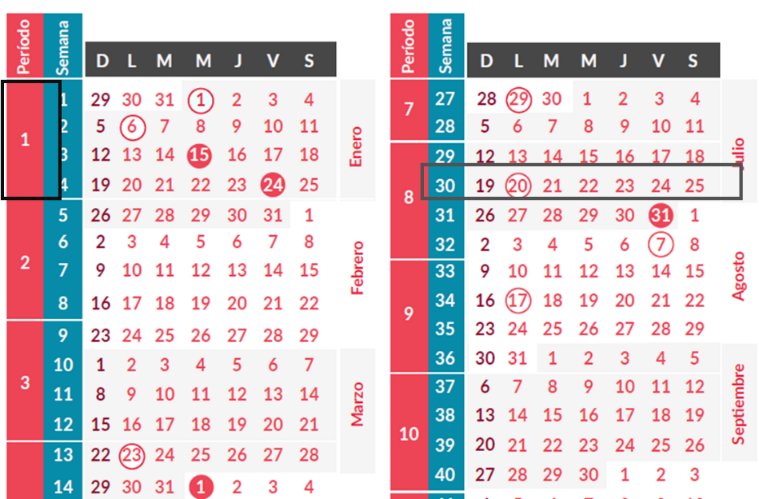 Período Semana
D L M M J V S
1 29 30 31 1 2 3 4
2 5 6 7 8 9 10 11
1
3 12 13 14 15 16 17 18
4 19 20 21 22 23 24 25
Enero
5 26 27 28 29 30 31 1
6 2 3 4 5 6 7 8
2
7 9 10 11 12 13 14 15
8 16 17 18 19 20 21 22
Febrero
9 23 24 25 26 27 28 29
10 1 2 3 4 5 6 7
3
11 8 9 10 11 12 13 14
12 15 16 17 18 19 20 21
13 22 23 24 25 26 27 28
Marzo
14 29 30 31 1 2 3 4
Período Semana
D L M M J V S
7
27 28 29 30 1 2 3 4
28 5 6 7 8 9 10 11
29 12 13 14 15 16 17 18
8
30 19 20 21 22 23 24 25
Julio
31 26 27 28 29 30 31 1
32 2 3 4 5 6 7 8
33 9 10 11 12 13 14 15
9
34 16 17 18 19 20 21 22
35 23 24 25 26 27 28 29
Agosto
36 30 31 1 2 3 4 5
37 6 7 8 9 10 11 12
38 13 14 15 16 17 18 19
10
39 20 21 22 23 24 25 26
40 27 28 29 30 1 2 3
Septiembre